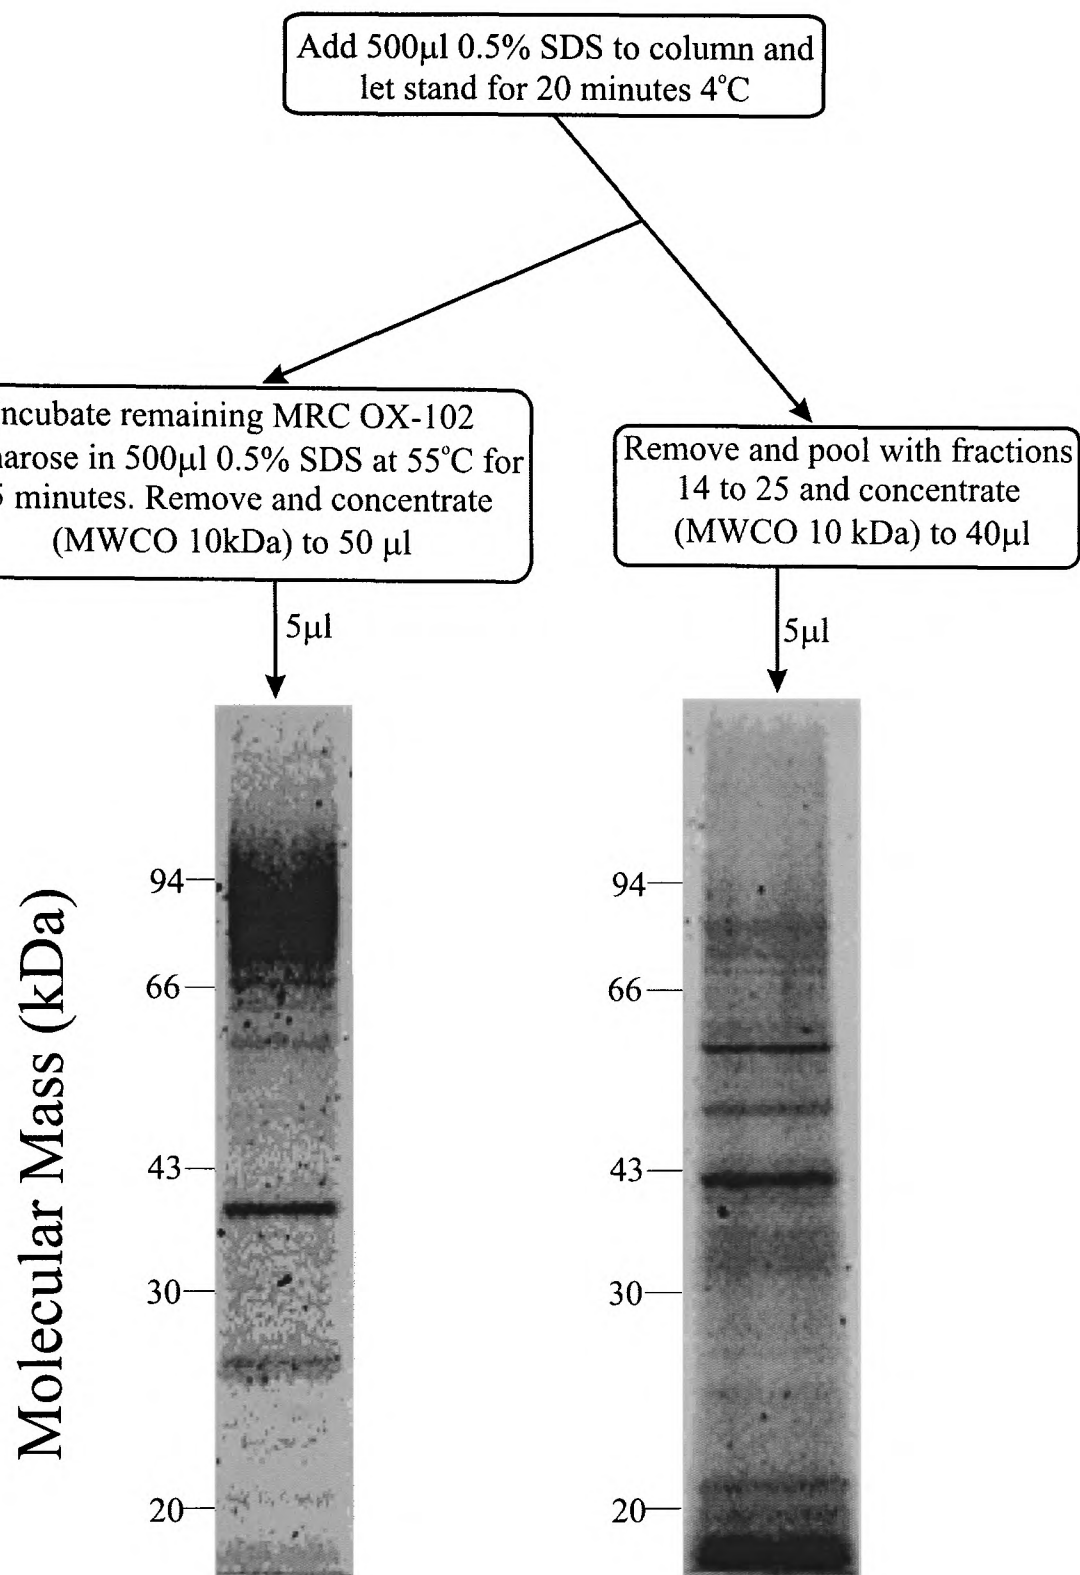 Add 500µl 0.5% SDS to column and
let stand for 20 minutes 4°C
ncubate remaining MRC OX-102
arose in 500µl 0.5% SDS at 55°C for
5 minutes. Remove and concentrate
(MWCO 10kDa) to 50 µl
Remove and pool with fractions
14 to 25 and concentrate
(MWCO 10 kDa) to 40µl
5µl
5µl
Molecular Mass (kDa)
94
66
43
30
20
94
66
43
30
20